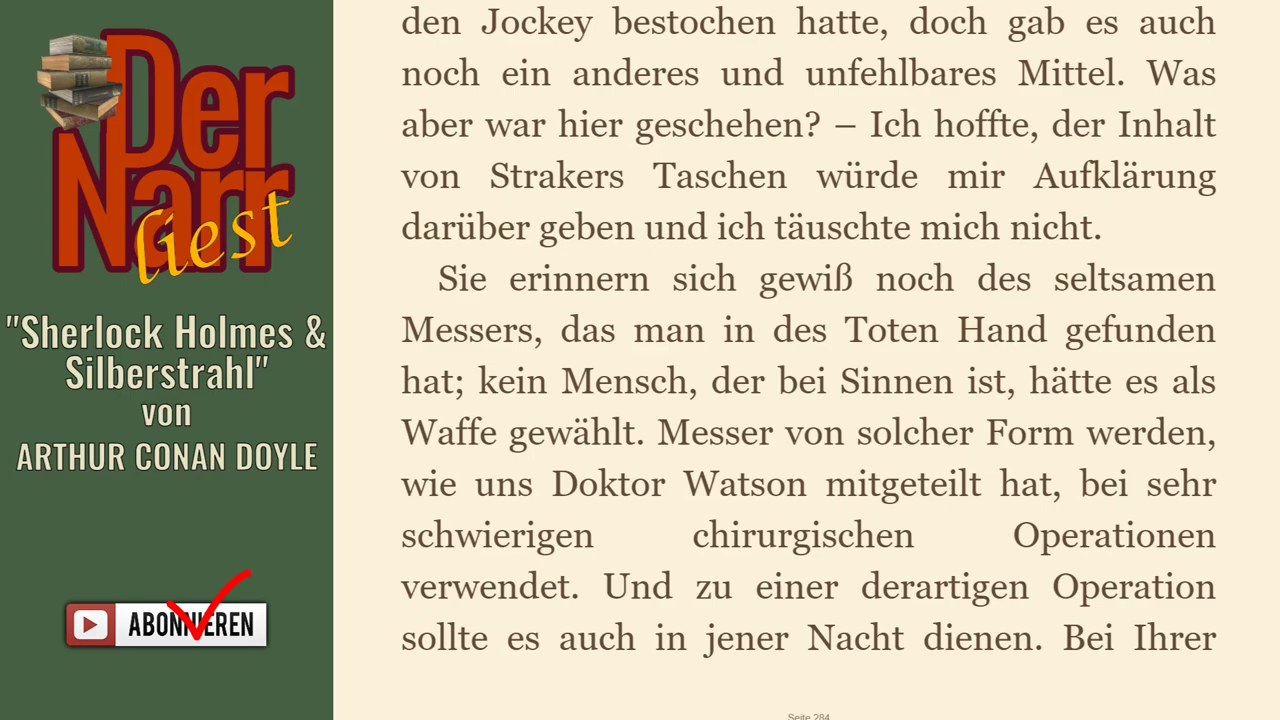 Der
Narr
liest
"Sherlock Holmes &
Silberstrahl"
von
ARTHUR CONAN DOYLE
ABONNIEREN
den Jockey bestochen hatte, doch gab es auch
noch ein anderes und unfehlbares Mittel. Was
aber war hier geschehen? – Ich hoffte, der Inhalt
von Strakers Taschen würde mir Aufklärung
darüber geben und ich täuschte mich nicht.
Sie erinnern sich gewiß noch des seltsamen
Messers, das man in des Toten Hand gefunden
hat; kein Mensch, der bei Sinnen ist, hätte es als
Waffe gewählt. Messer von solcher Form werden,
wie uns Doktor Watson mitgeteilt hat, bei sehr
schwierigen chirurgischen Operationen
verwendet. Und zu einer derartigen Operation
sollte es auch in jener Nacht dienen. Bei Ihrer
Seite 284